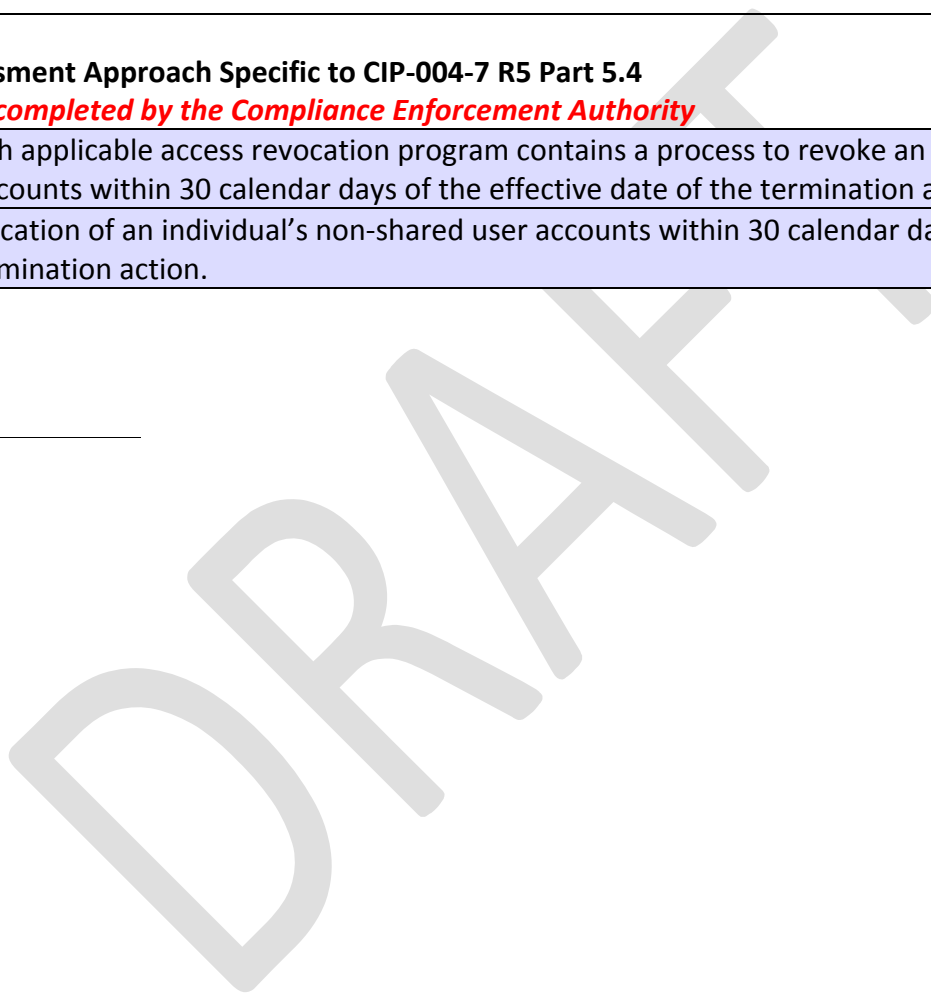 sment Approach Specific to CIP-004-7 R5 Part 5.4
completed by the Compliance Enforcement Authority
h applicable access revocation program contains a process to revoke an
counts within 30 calendar days of the effective date of the termination a
cation of an individual's non-shared user accounts within 30 calendar da
mination action.
DRAFT